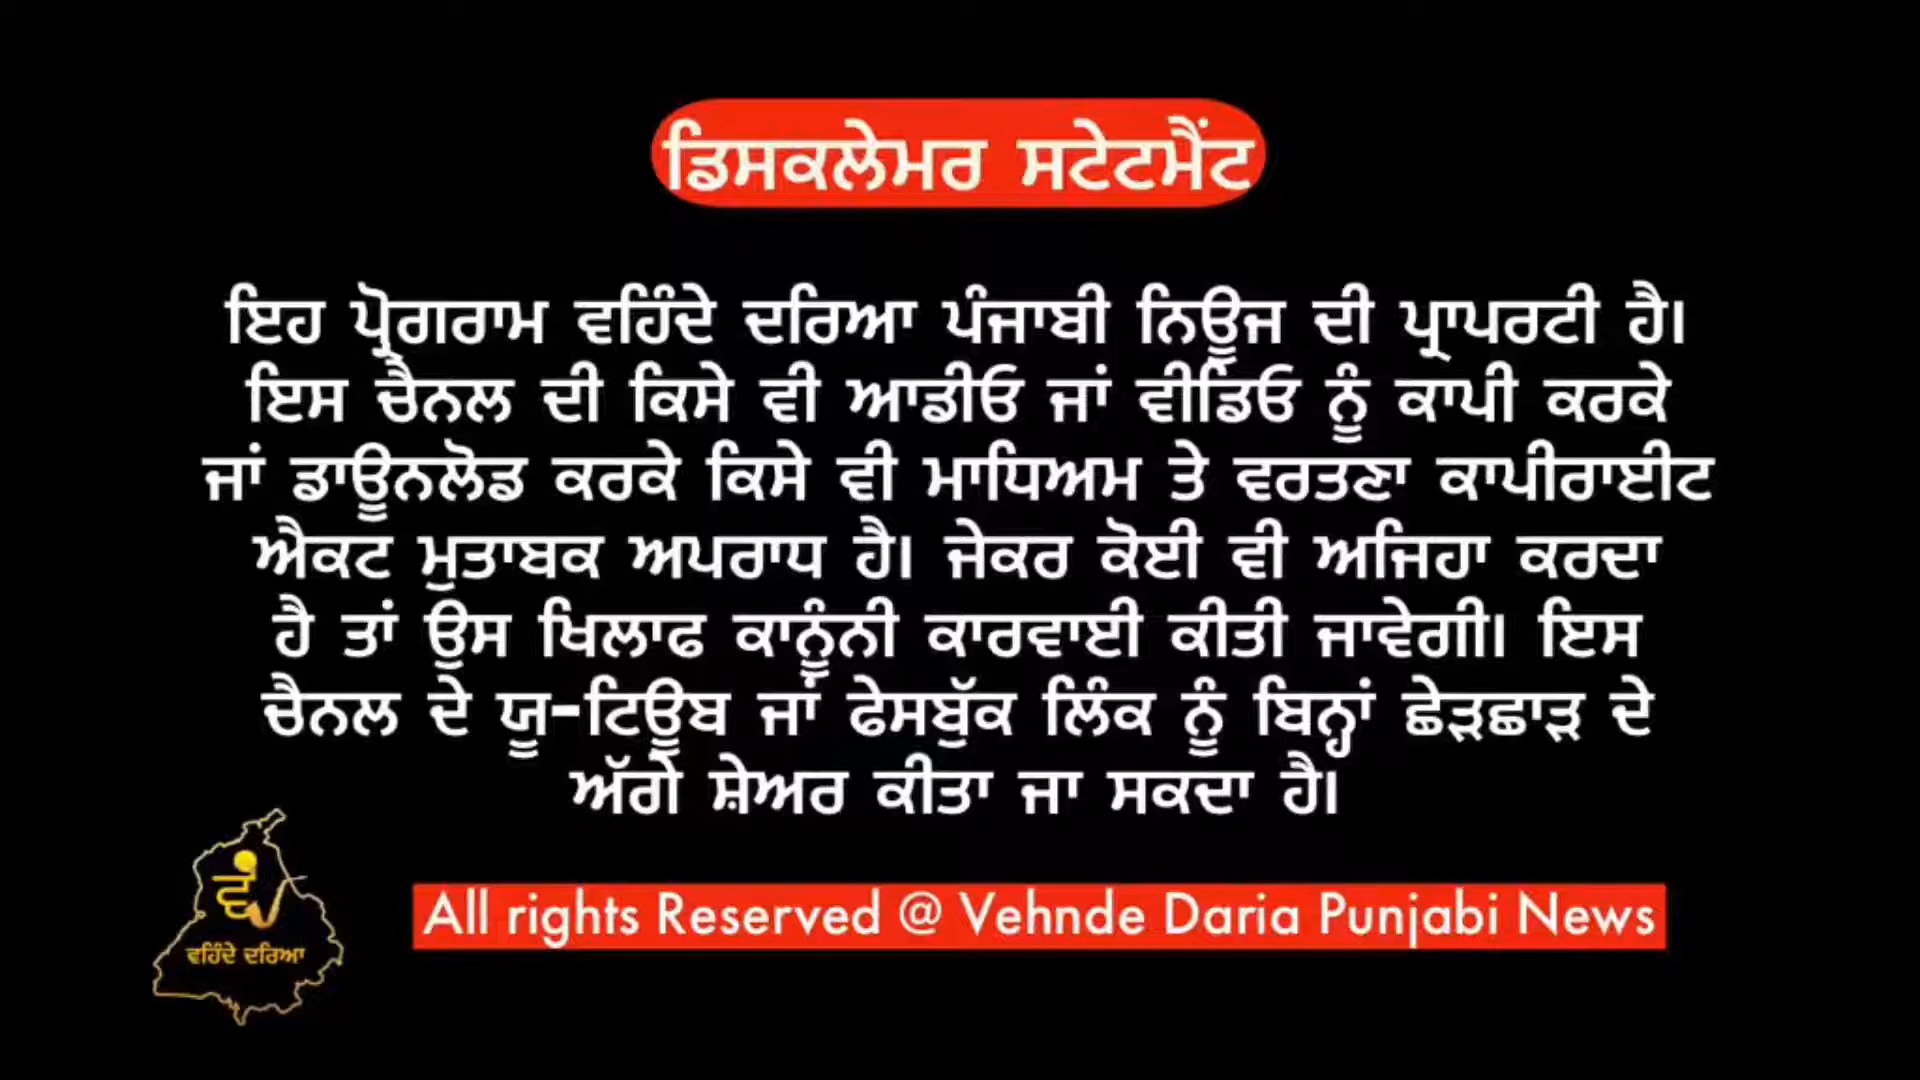 ਡਿਸਕਲੇਮਰ ਸਟੇਟਮੈਂਟ
ਇਹ ਪ੍ਰੋਗਰਾਮ ਵਹਿੰਦੇ ਦਰਿਆ ਪੰਜਾਬੀ ਨਿਊਜ ਦੀ ਪ੍ਰਾਪਰਟੀ ਹੈ।
ਇਸ ਚੈਨਲ ਦੀ ਕਿਸੇ ਵੀ ਆਡੀਓ ਜਾਂ ਵੀਡਿਓ ਨੂੰ ਕਾਪੀ ਕਰਕੇ
ਜਾਂ ਡਾਊਨਲੋਡ ਕਰਕੇ ਕਿਸੇ ਵੀ ਮਾਧਿਅਮ ਤੇ ਵਰਤਣਾ ਕਾਪੀਰਾਈਟ
ਐਕਟ ਮੁਤਾਬਕ ਅਪਰਾਧ ਹੈ। ਜੇਕਰ ਕੋਈ ਵੀ ਅਜਿਹਾ ਕਰਦਾ
ਹੈ ਤਾਂ ਉਸ ਖਿਲਾਫ ਕਾਨੂੰਨੀ ਕਾਰਵਾਈ ਕੀਤੀ ਜਾਵੇਗੀ। ਇਸ
ਚੈਨਲ ਦੇ ਯੂ-ਟਿਊਬ ਜਾਂ ਫੇਸਬੁੱਕ ਲਿੰਕ ਨੂੰ ਬਿਨ੍ਹਾਂ ਛੇੜਛਾੜ ਦੇ
ਅੱਗੇ ਸ਼ੇਅਰ ਕੀਤਾ ਜਾ ਸਕਦਾ ਹੈ।
ਵਹਿੰਦੇ ਦਰਿਆ
All rights Reserved @ Vehnde Daria Punjabi News